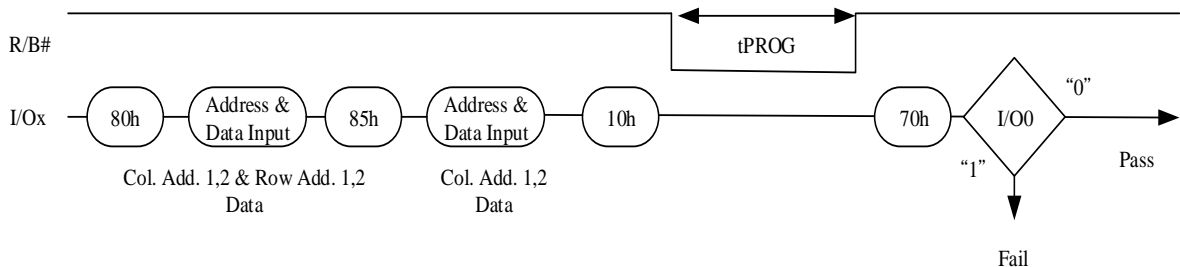 R/B#
tPROG
I/Ox
80h
Address &
Data Input
85h
Address &
Data Input
10h
70h
I/O0
“0”
“1”
Pass
Col. Add. 1,2 & Row Add. 1,2
Data
Col. Add. 1,2
Data
Fail